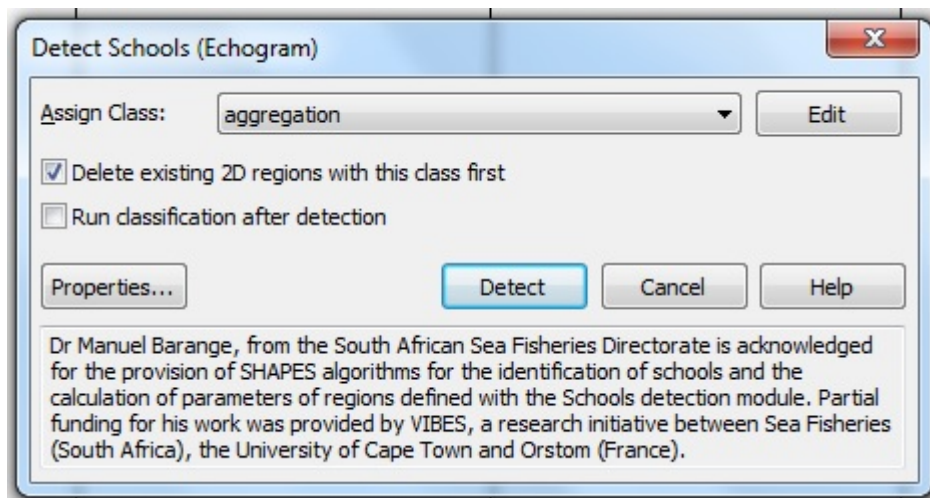 Detect Schools (Echogram)
Assign Class:
aggregation
Edit
Delete existing 2D regions with this class first
Run classification after detection
Properties...
Detect
Cancel
Help
Dr Manuel Barange, from the South African Sea Fisheries Directorate is acknowledged
for the provision of SHAPES algorithms for the identification of schools and the
calculation of parameters of regions defined with the Schools detection module. Partial
funding for his work was provided by VIBES, a research initiative between Sea Fisheries
(South Africa), the University of Cape Town and Orstom (France).